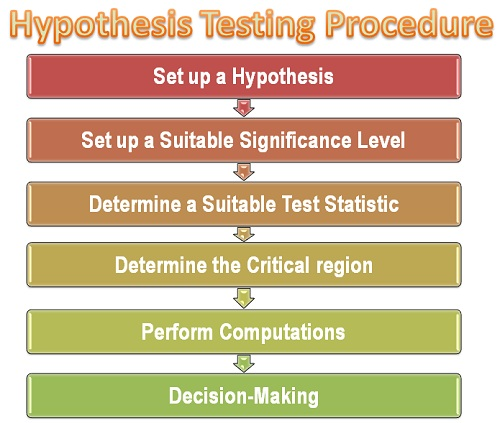 Hypothesis Testing Procedure
Set up a Hypothesis
Set up a Suitable Significance Level
Determine a Suitable Test Statistic
Determine the Critical region
Perform Computations
Decision-Making